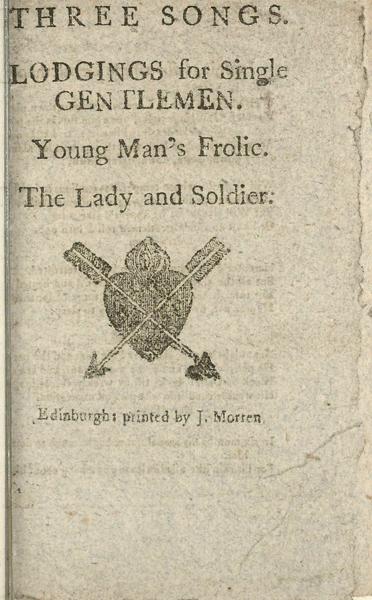 THREE SONGS.
LODGINGS for Single
GENTLEMEN.
Young Man's Frolic.
The Lady and Soldier.
Edinburgh: printed by J. Morren